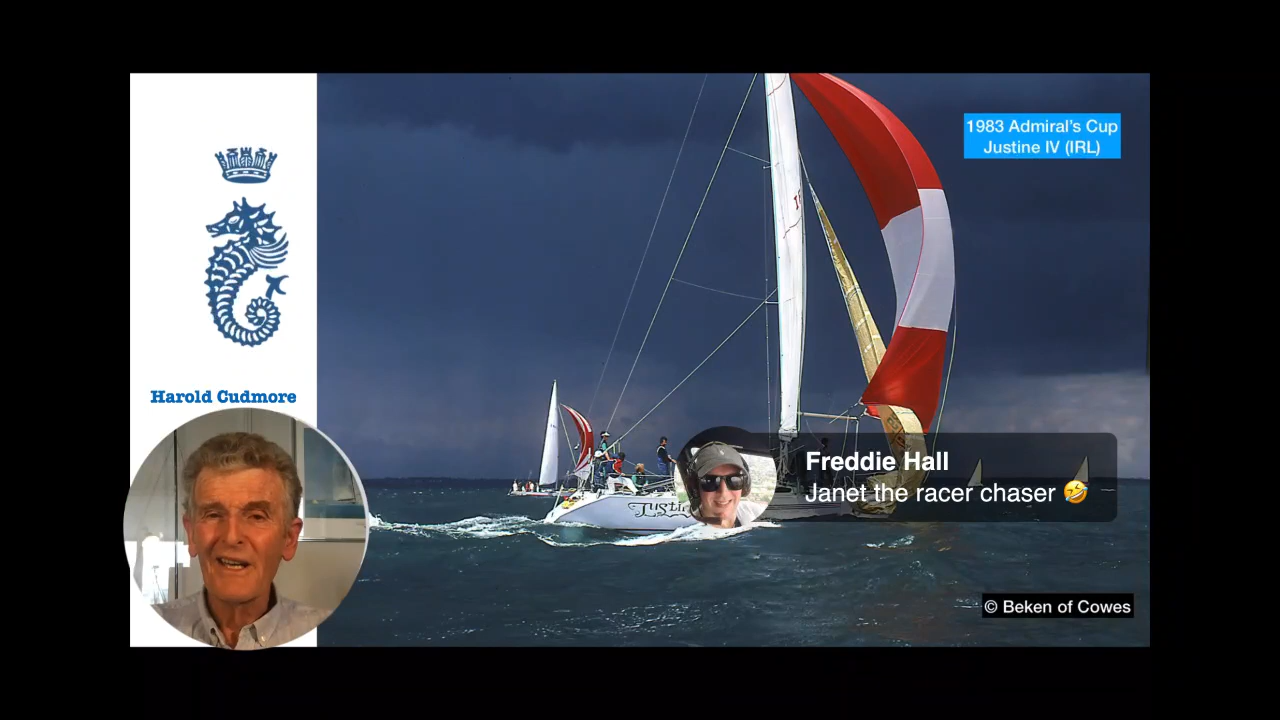 1983 Admiral's Cup
Justine IV (IRL)
Harold Cudmore
Freddie Hall
Janet the racer chaser 🤣
© Beken of Cowes